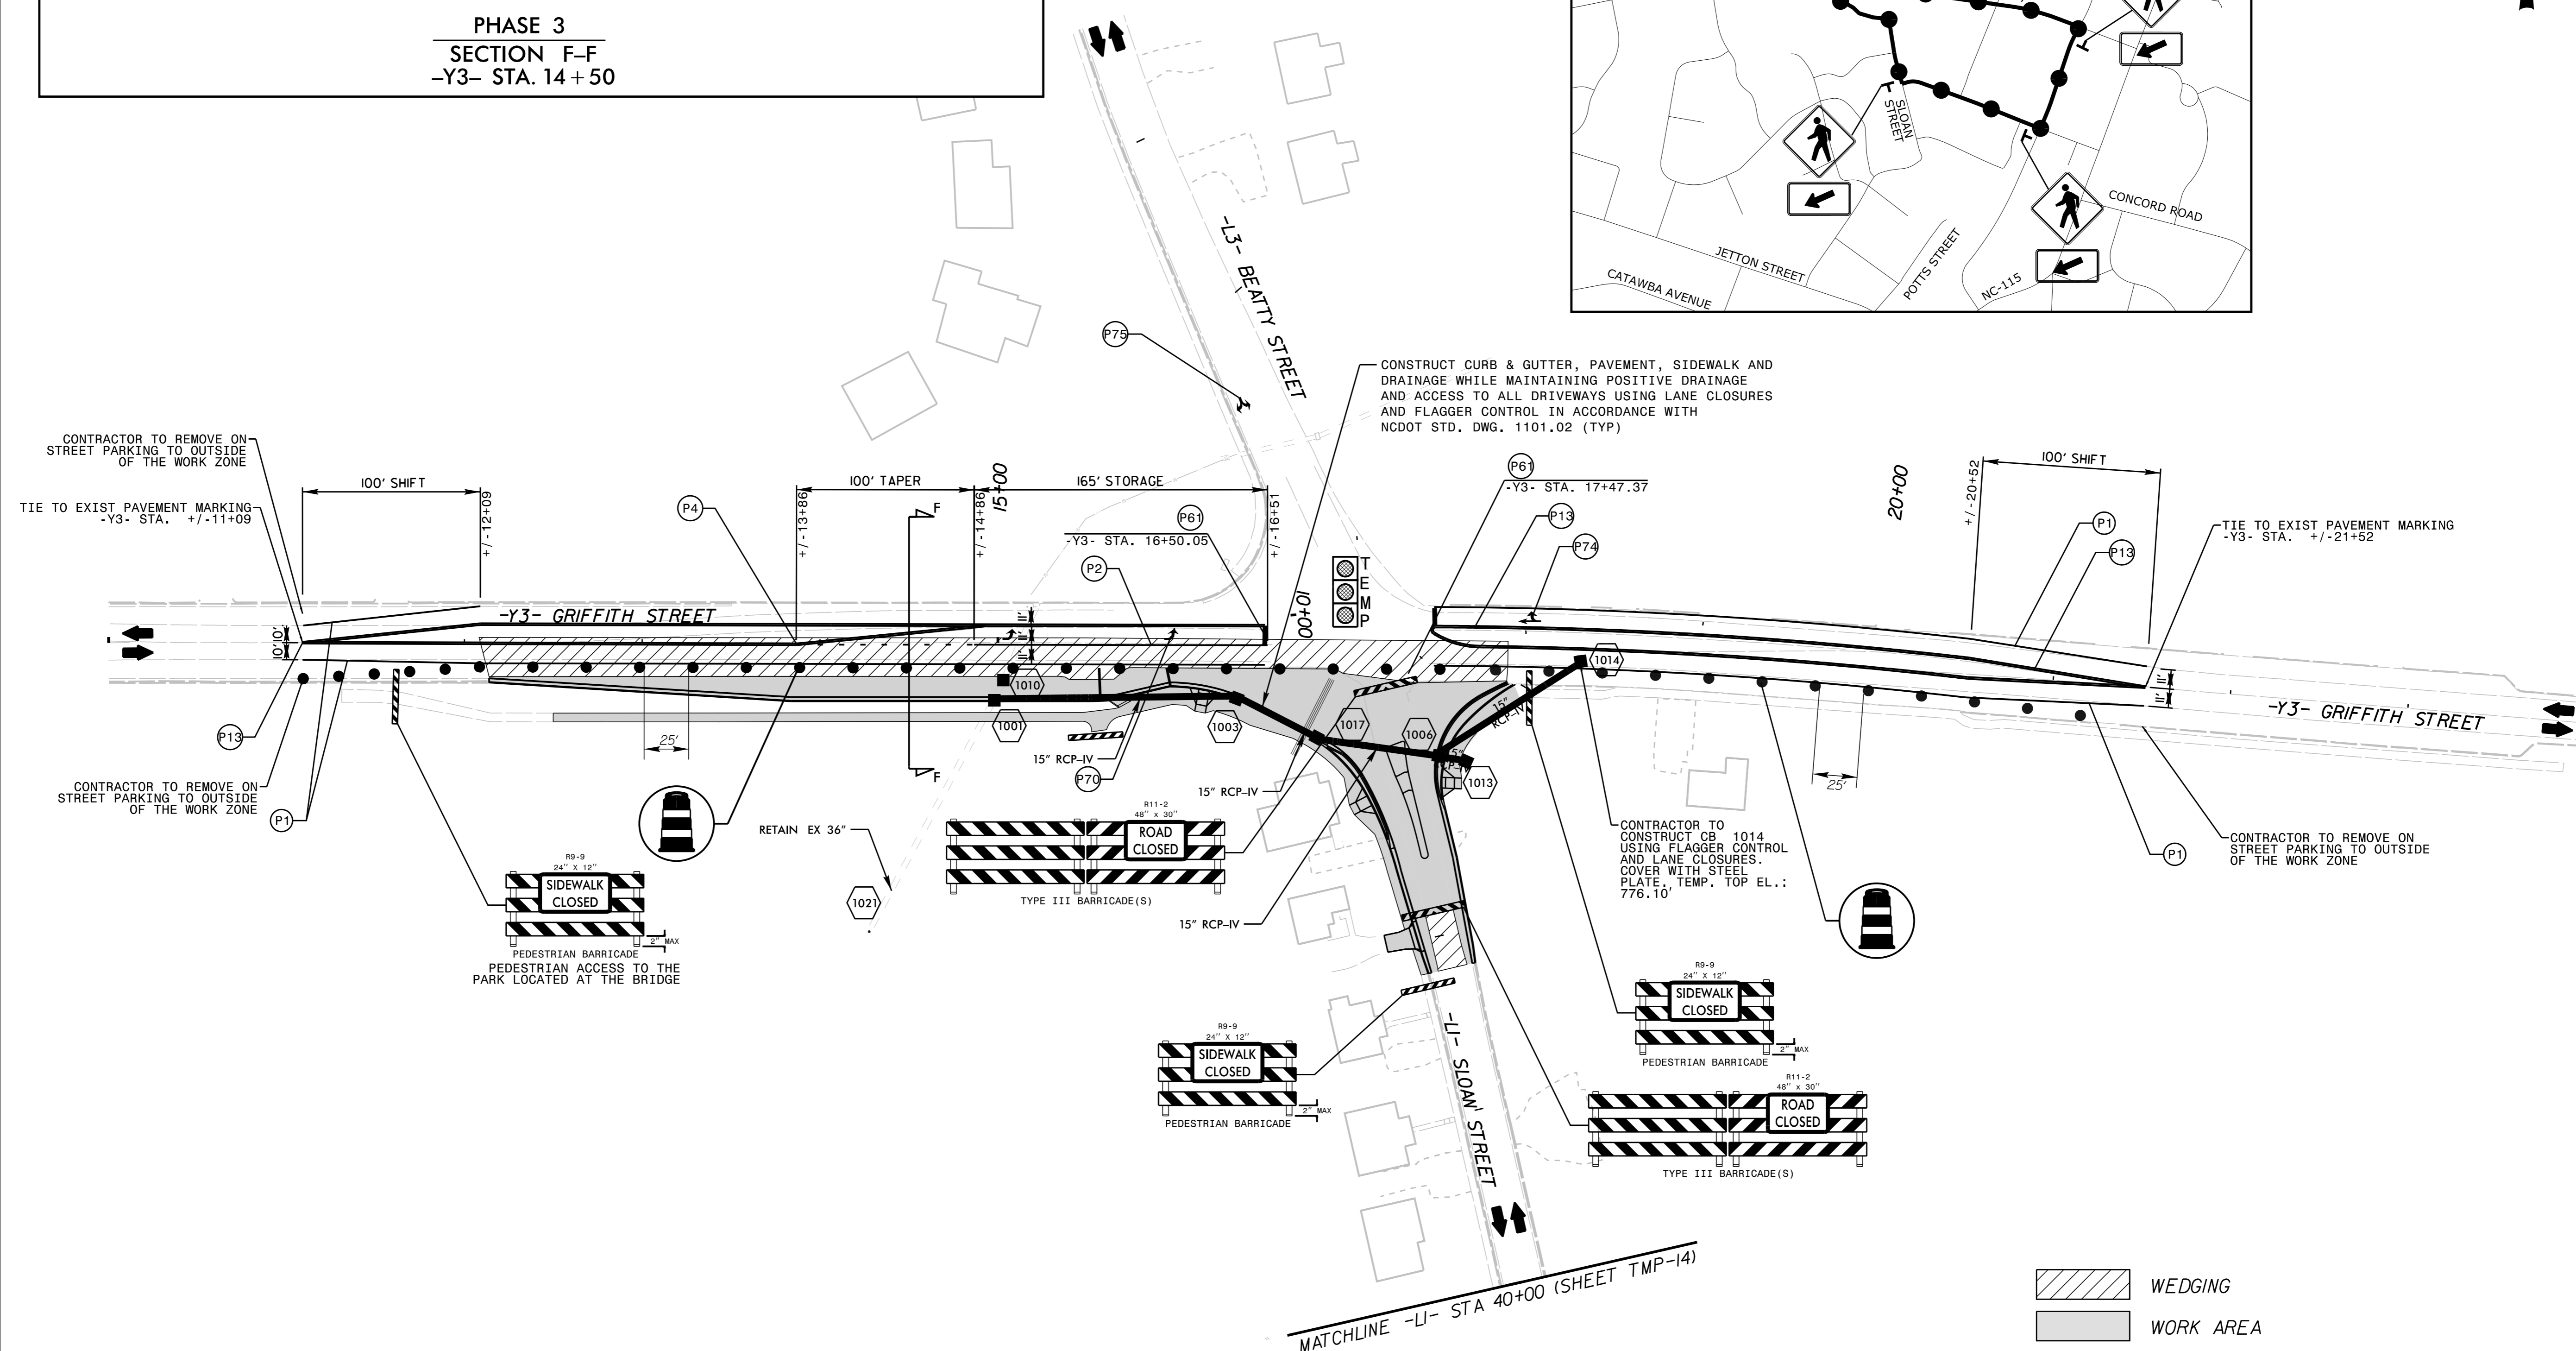 PHASE 3
SECTION F–F
–Y3– STA. 14+50
SLOAN
STREET
CONCORD ROAD
JETTON STREET
POTTS STREET
CATAWBA AVENUE
NC-115
-L3- BEATTY STREET
P75
CONSTRUCT CURB & GUTTER, PAVEMENT, SIDEWALK AND
DRAINAGE WHILE MAINTAINING POSITIVE DRAINAGE
AND ACCESS TO ALL DRIVEWAYS USING LANE CLOSURES
AND FLAGGER CONTROL IN ACCORDANCE WITH
NCDOT STD. DWG. 1101.02 (TYP)
CONTRACTOR TO REMOVE ON
STREET PARKING TO OUTSIDE
OF THE WORK ZONE
TIE TO EXIST PAVEMENT MARKING
-Y3- STA. +/-11+09
100' SHIFT
+/-12+09
P4
100' TAPER
+/-13+86
F
+/-14+86
15+00
165' STORAGE
P61
-Y3- STA. 16+50.05
P2
+/-16+51
10+00
TEMP
P61
-Y3- STA. 17+47.37
P13
P74
20+00
+/-20+52
100' SHIFT
P1
P13
TIE TO EXIST PAVEMENT MARKING
-Y3- STA. +/-21+52
-Y3- GRIFFITH STREET
10'
10'
11'
11'
11'
11'
11'
-Y3- GRIFFITH STREET
1010
1014
1001
1003
1017
1006
1013
15" RCP–IV
15" RCP–IV
P13
25'
15" RCP–IV
P70
15" RCP–IV
F
25'
CONTRACTOR TO REMOVE ON
STREET PARKING TO OUTSIDE
OF THE WORK ZONE
P1
RETAIN EX 36"
1021
R11-2
48" x 30"
ROAD
CLOSED
TYPE III BARRICADE(S)
15" RCP–IV
R9-9
24" X 12"
SIDEWALK
CLOSED
2" MAX
PEDESTRIAN BARRICADE
PEDESTRIAN ACCESS TO THE
PARK LOCATED AT THE BRIDGE
CONTRACTOR TO
CONSTRUCT CB 1014
USING FLAGGER CONTROL
AND LANE CLOSURES.
COVER WITH STEEL
PLATE. TEMP. TOP EL.:
776.10'
P1
CONTRACTOR TO REMOVE ON
STREET PARKING TO OUTSIDE
OF THE WORK ZONE
R9-9
24" X 12"
SIDEWALK
CLOSED
2" MAX
PEDESTRIAN BARRICADE
R9-9
24" X 12"
SIDEWALK
CLOSED
2" MAX
PEDESTRIAN BARRICADE
-L1- SLOAN STREET
R11-2
48" x 30"
ROAD
CLOSED
TYPE III BARRICADE(S)
MATCHLINE -L1- STA 40+00 (SHEET TMP-14)
WEDGING
WORK AREA